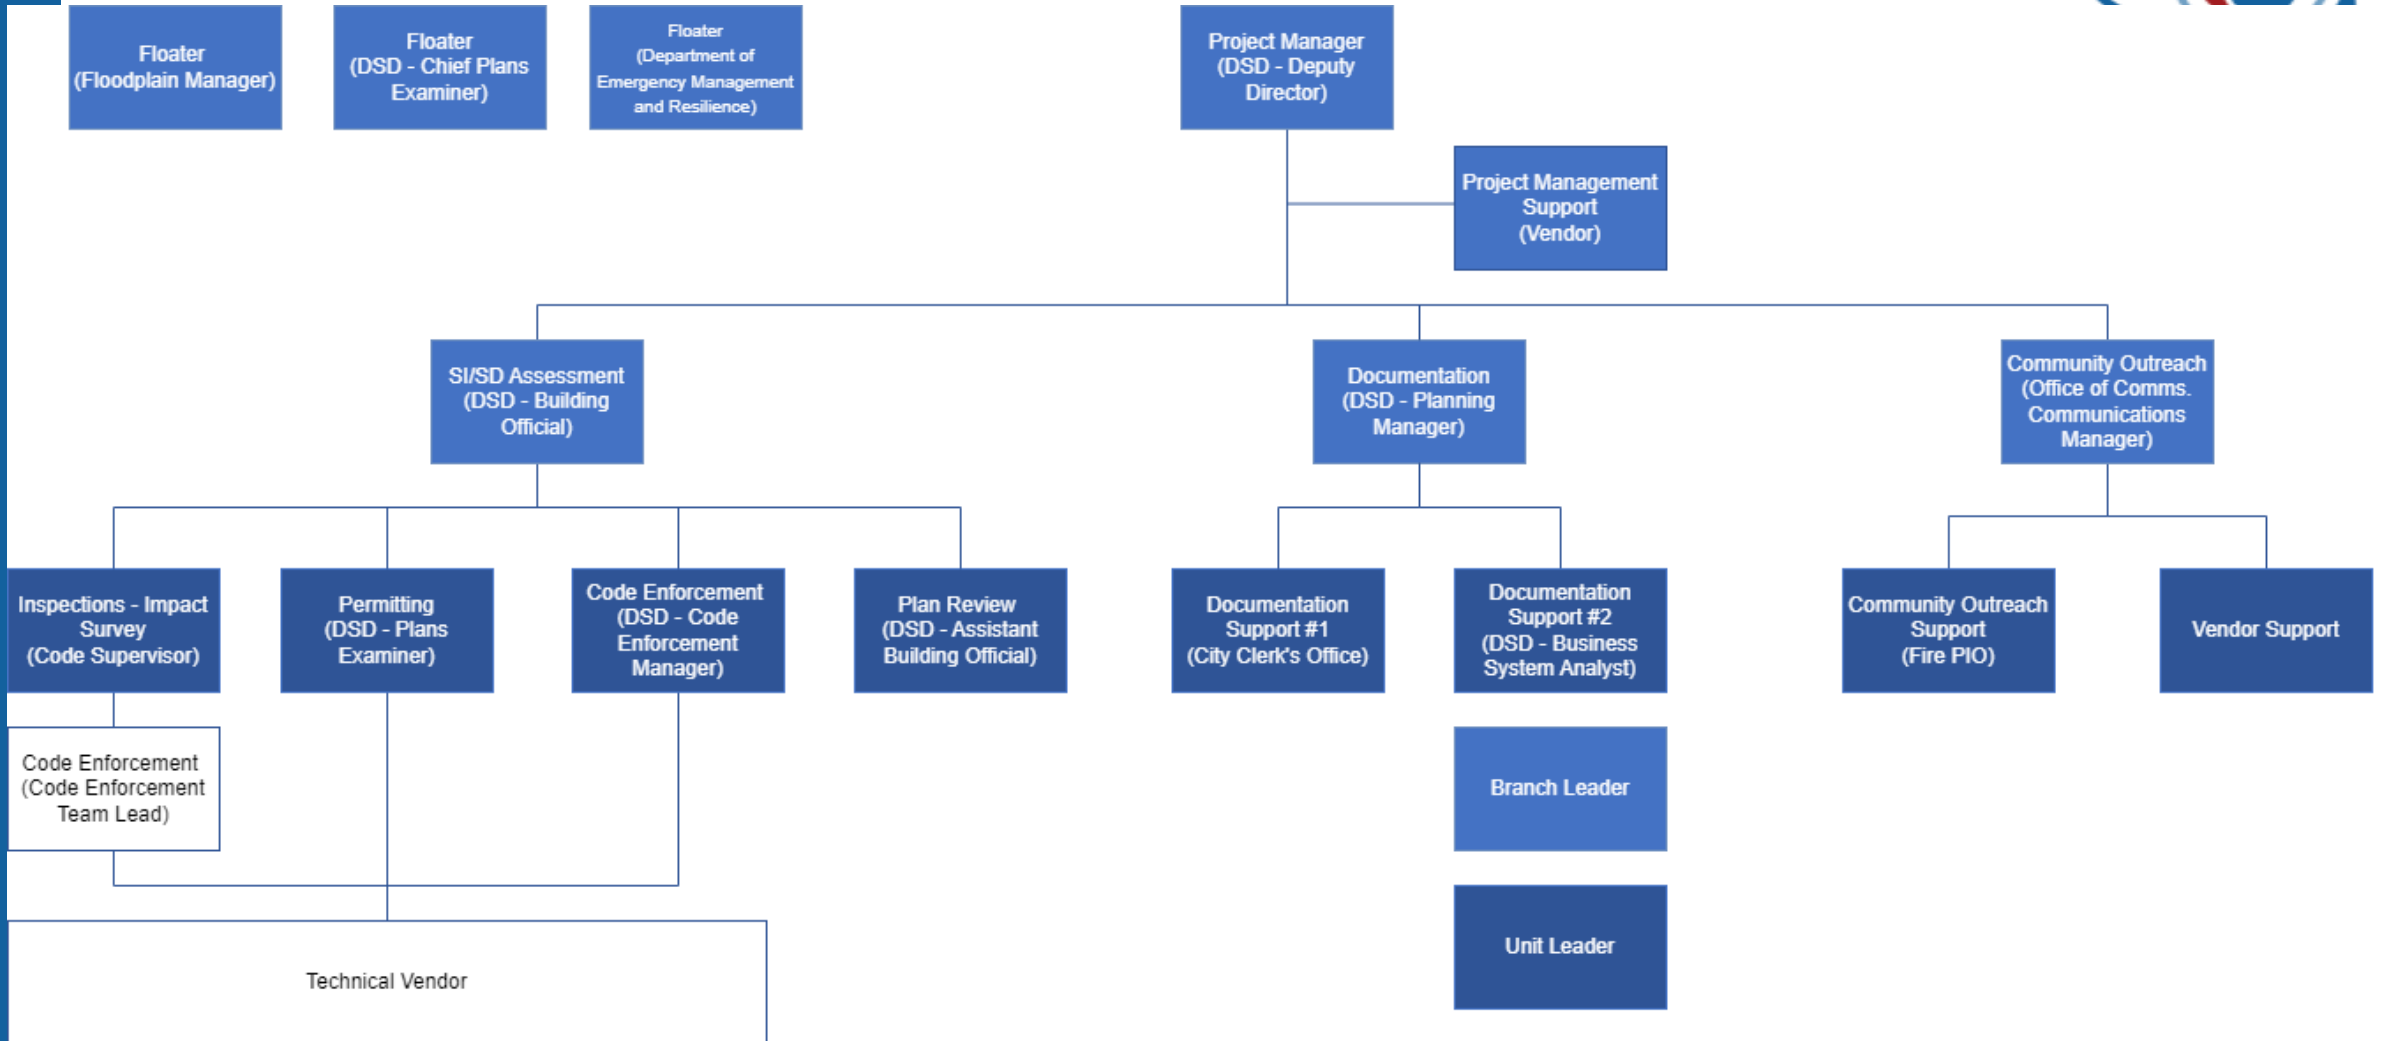 Floater
(Floodplain Manager)
Floater
(DSD - Chief Plans
Examiner)
Floater
(Department of
Emergency Management
and Resilience)
Project Manager
(DSD - Deputy
Director)
Project Management
Support
(Vendor)
SI/SD Assessment
(DSD - Building
Official)
Documentation
(DSD - Planning
Manager)
Community Outreach
(Office of Comms.
Communications
Manager)
Inspections - Impact
Survey
(Code Supervisor)
Permitting
(DSD - Plans
Examiner)
Code Enforcement
(DSD - Code
Enforcement
Manager)
Plan Review
(DSD - Assistant
Building Official)
Documentation
Support #1
(City Clerk's Office)
Documentation
Support #2
(DSD - Business
System Analyst)
Community Outreach
Support
(Fire PIO)
Vendor Support
Code Enforcement
(Code Enforcement
Team Lead)
Branch Leader
Unit Leader
Technical Vendor